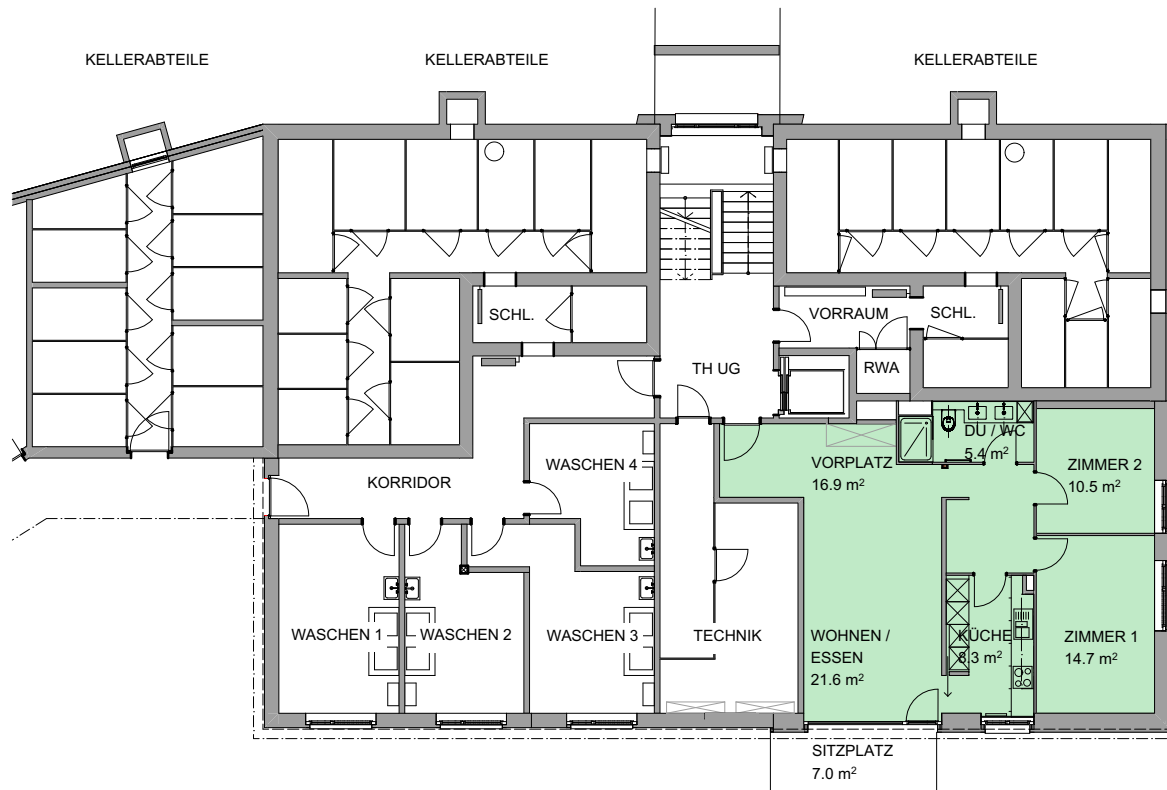 KELLERABTEILE
KELLERABTEILE
KELLERABTEILE
SCHL.
VORRAUM
SCHL.
TH UG
RWA
DU / WC
5.4 m²
WASCHEN 4
VORPLATZ
16.9 m²
ZIMMER 2
10.5 m²
KORRIDOR
WASCHEN 1
WASCHEN 2
WASCHEN 3
TECHNIK
WOHNEN /
ESSEN
21.6 m²
KÜCHE
8.3 m²
ZIMMER 1
14.7 m²
SITZPLATZ
7.0 m²